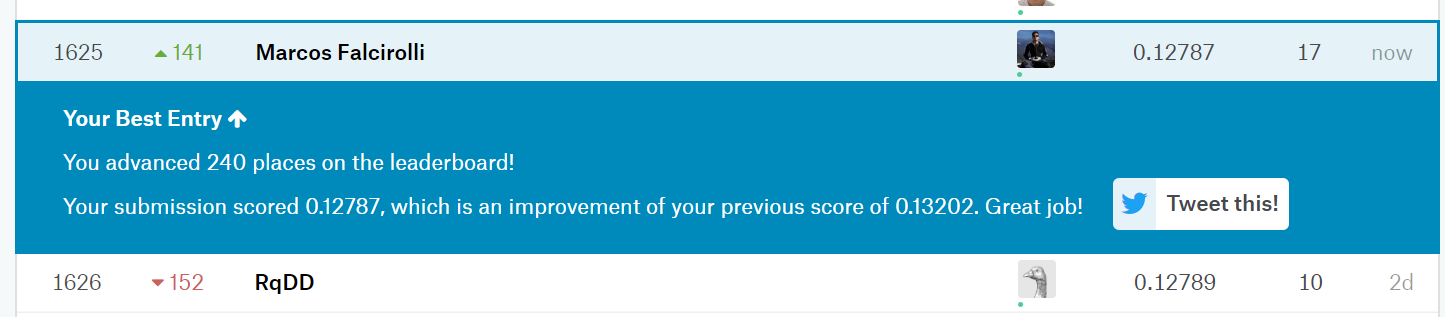 1625 141 Marcos Falcirolli 0.12787 17 now
Your Best Entry
You advanced 240 places on the leaderboard!
Your submission scored 0.12787, which is an improvement of your previous score of 0.13202. Great job! Tweet this!
1626 152 RqDD 0.12789 10 2d